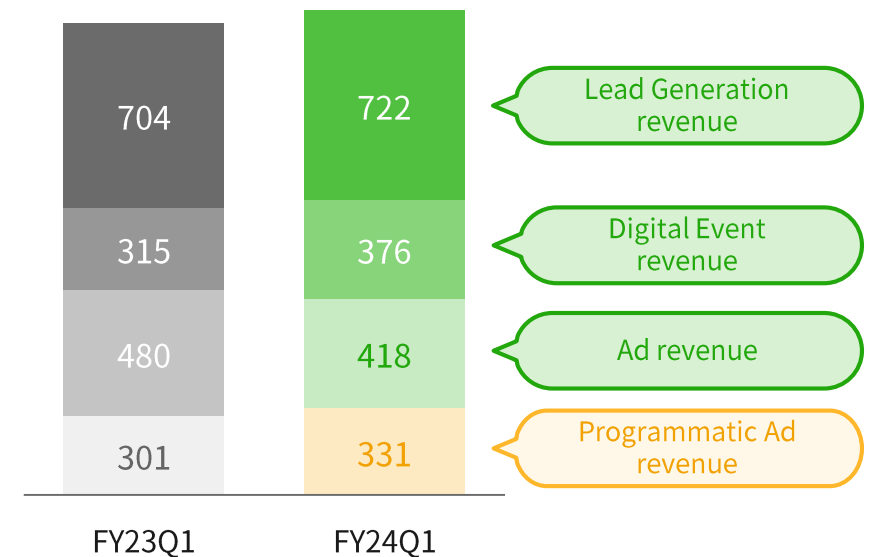 704
722
Lead Generation
revenue
315
376
Digital Event
revenue
480
418
Ad revenue
301
331
Programmatic Ad
revenue
FY23Q1
FY24Q1